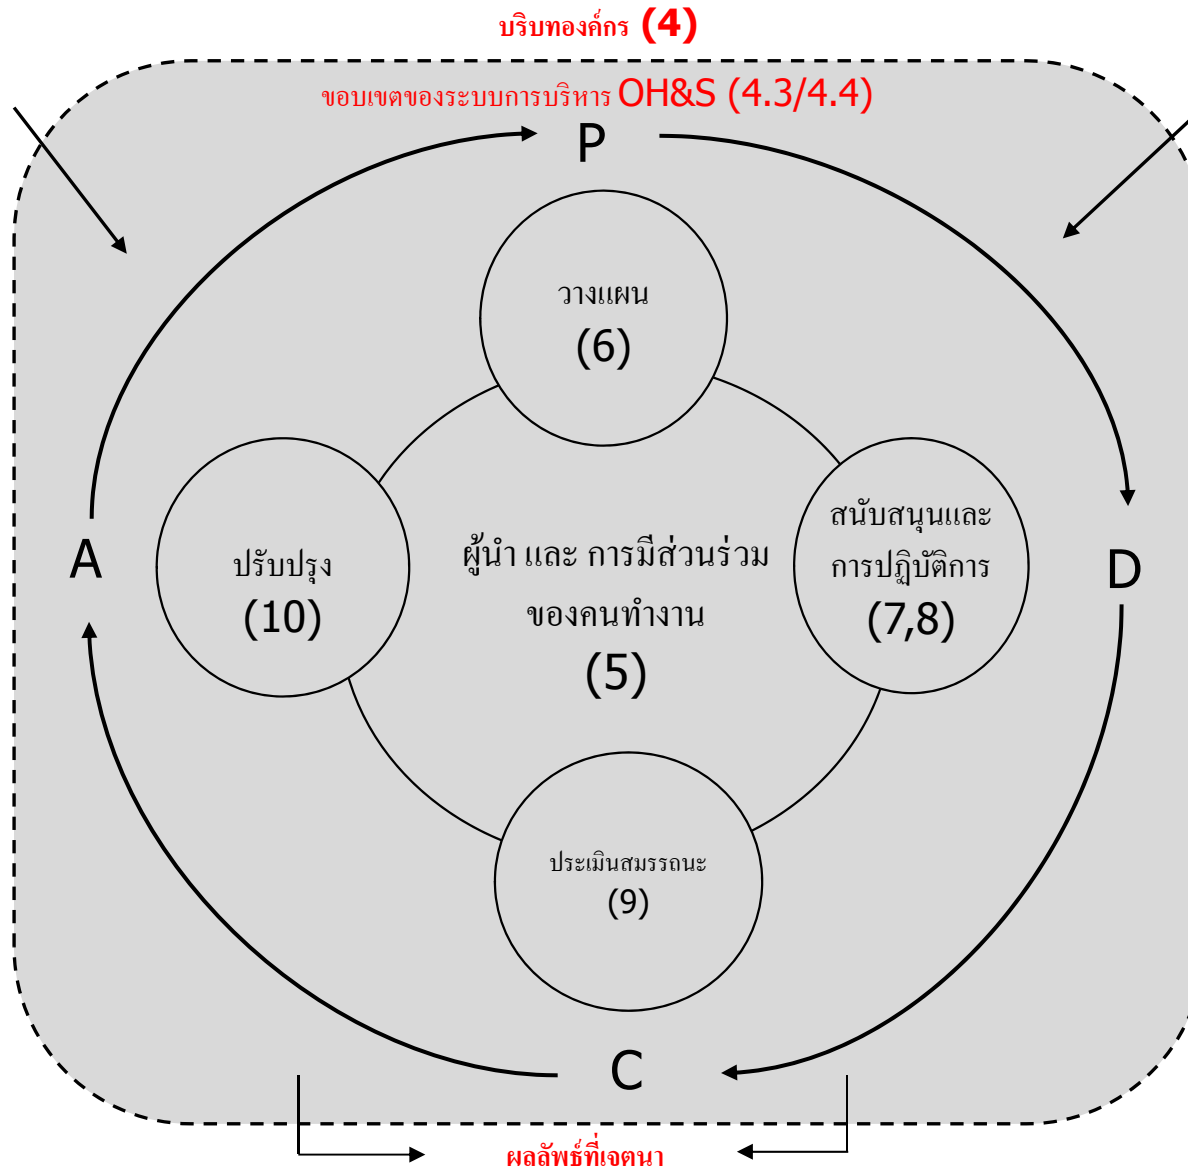 บริบทองค์กร (4)
ขอบเขตของระบบการบริหาร OH&S (4.3/4.4)
P
วางแผน
(6)
สนับสนุนและ
การปฏิบัติการ
(7,8)
D
A
ปรับปรุง
(10)
ผู้นำ และ การมีส่วนร่วม
ของคนทำงาน
(5)
ประเมินสมรรถนะ
(9)
C
ผลลัพธ์ที่เจตนา